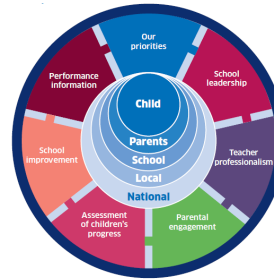 Our
priorities
School
leadership
Teacher
professionalism
Parental
engagement
Assessment
of children's
progress
School
improvement
Performance
information
Child
Parents
School
Local
National